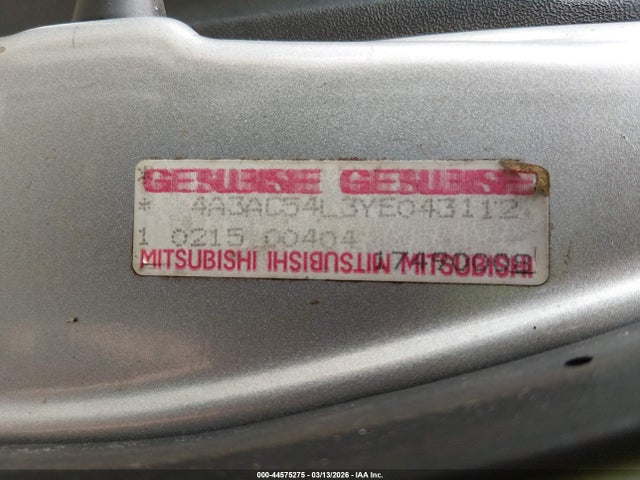 GENUINE GENUINE
* 4A3AC54L3YE043112
1 0215 00404
MITSUBISHI MITSUBISHI MITSUBISHI
000-44575275 - 03/13/2026 - IAA Inc.